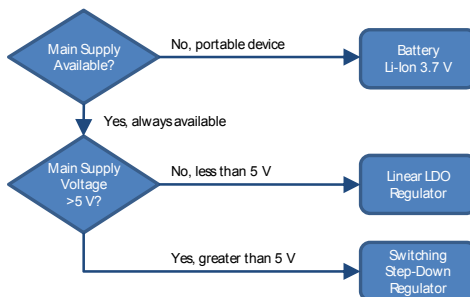 Main Supply
Available?
No, portable device
Battery
Li-Ion 3.7 V
Yes, always available
Main Supply
Voltage
>5 V?
No, less than 5 V
Linear LDO
Regulator
Yes, greater than 5 V
Switching
Step-Down
Regulator